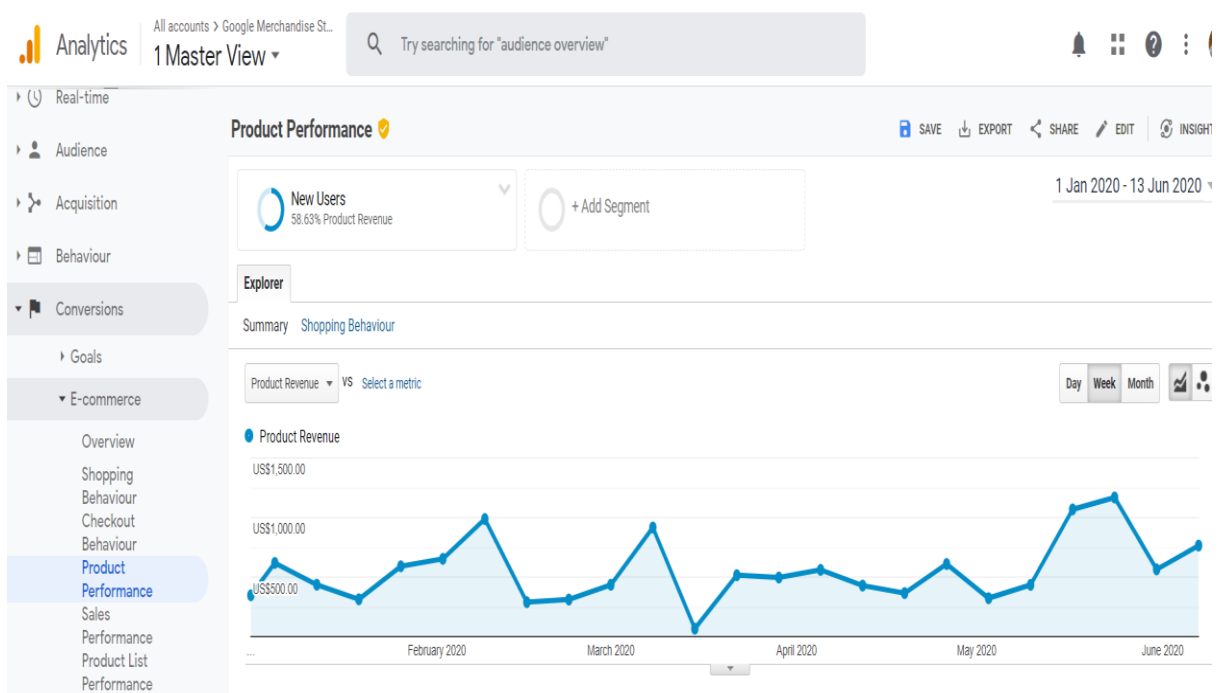 All accounts > Google Merchandise St...
Analytics
1 Master View
Try searching for "audience overview"
Real-time
Audience
Acquisition
Behaviour
Conversions
Goals
E-commerce
Overview
Shopping
Behaviour
Checkout
Behaviour
Product
Performance
Sales
Performance
Product List
Performance
Product Performance
SAVE
EXPORT
SHARE
EDIT
INSIGHT
New Users
58.63% Product Revenue
+ Add Segment
1 Jan 2020 - 13 Jun 2020
Explorer
Summary Shopping Behaviour
Product Revenue VS Select a metric
Day Week Month
Product Revenue
US$1,500.00
US$1,000.00
US$500.00
... February 2020 March 2020 April 2020 May 2020 June 2020